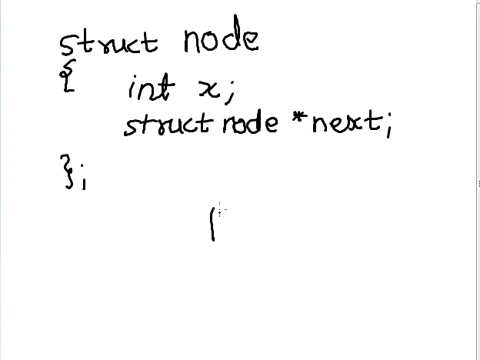 struct node
{ int x;
struct node *next;
};